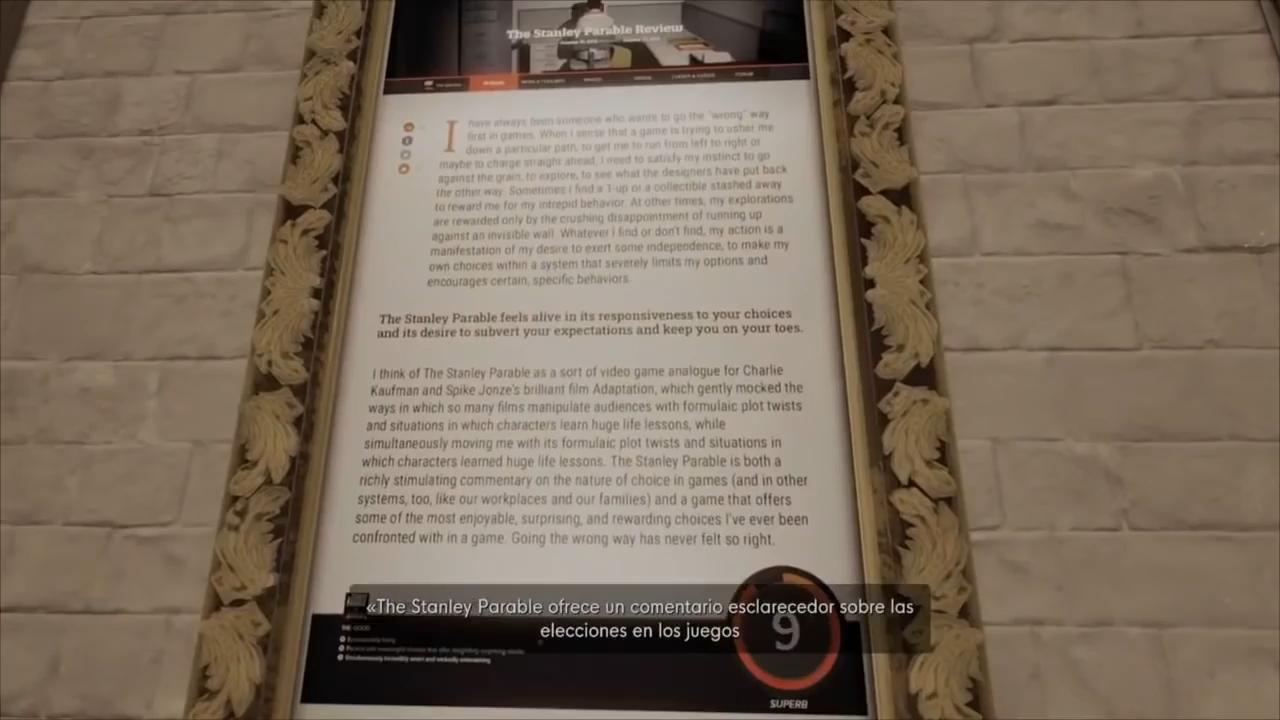 The Stanley Parable Review
I have always been someone who wants to go the "wrong" way
first in games. When I sense that a game is trying to usher me
down a particular path, to get me to run from left to right or
maybe to charge straight ahead, I need to satisfy my instinct to go
against the grain, to explore, to see what the designers have put back
the other way. Sometimes I find a 1-up or a collectible stashed away
to reward me for my intrepid behavior. At other times, my explorations
are rewarded only by the crushing disappointment of running up
against an invisible wall. Whatever I find or don't find, my action is a
manifestation of my desire to exert some independence, to make my
own choices within a system that severely limits my options and
encourages certain, specific behaviors.
The Stanley Parable feels alive in its responsiveness to your choices
and its desire to subvert your expectations and keep you on your toes.
I think of The Stanley Parable as a sort of video game analogue for Charlie
Kaufman and Spike Jonze's brilliant film Adaptation, which gently mocked the
ways in which so many films manipulate audiences with formulaic plot twists
and situations in which characters learn huge life lessons, while
simultaneously moving me with its formulaic plot twists and situations in
which characters learned huge life lessons. The Stanley Parable is both a
richly stimulating commentary on the nature of choice in games (and in other
systems, too, like our workplaces and our families) and a game that offers
some of the most enjoyable, surprising, and rewarding choices I've ever been
confronted with in a game. Going the wrong way has never felt so right.
«The Stanley Parable ofrece un comentario esclarecedor sobre las
elecciones en los juegos
THE GOOD
9
SUPERB